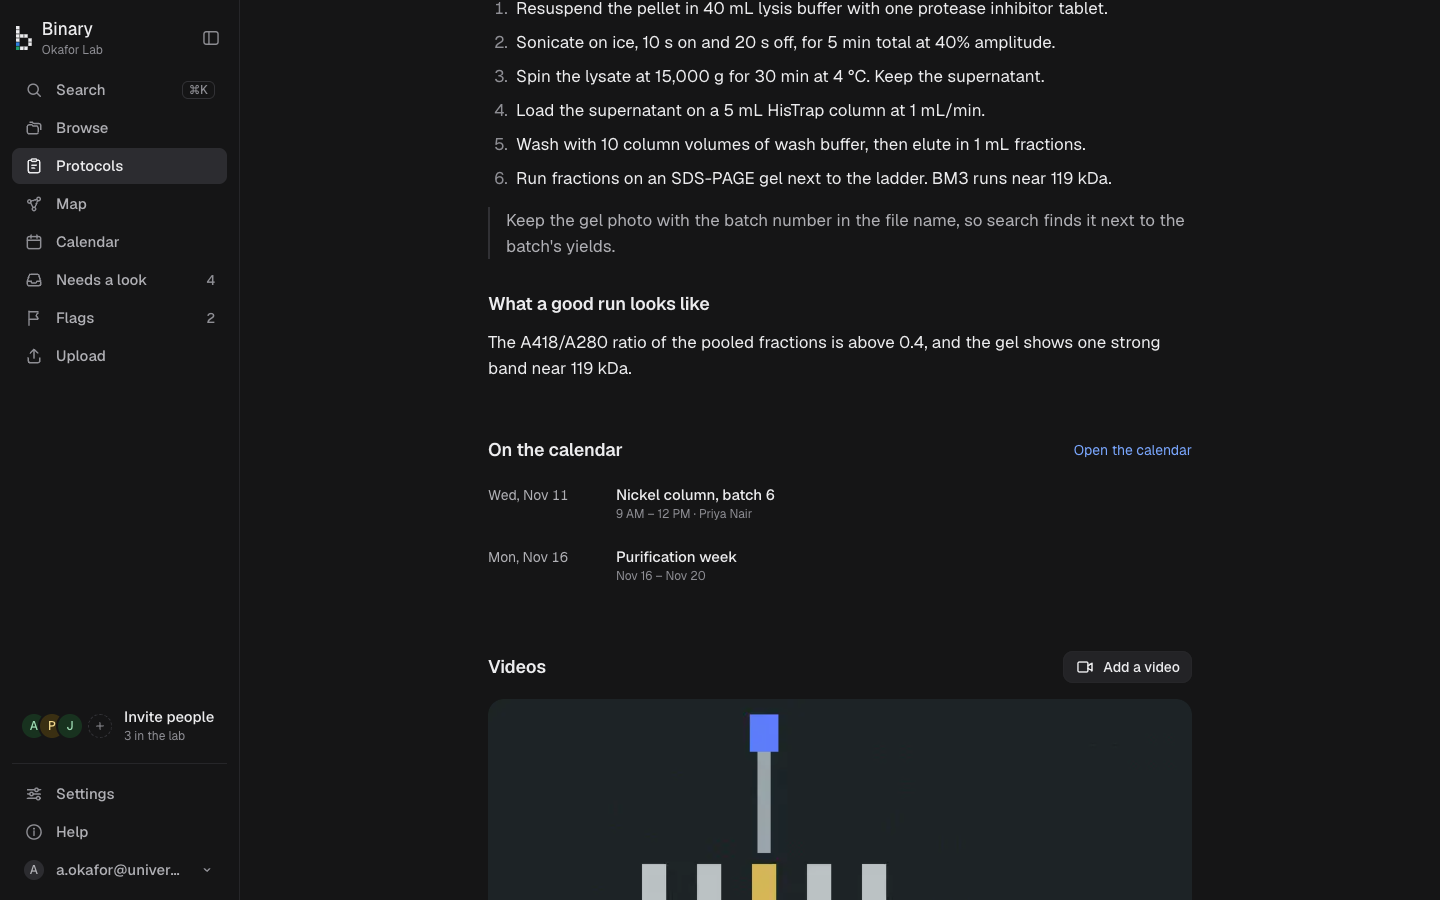 Binary
Okafor Lab
Search ⌘K
Browse
Protocols
Map
Calendar
Needs a look 4
Flags 2
Upload
A P J +
Invite people
3 in the lab
Settings
Help
A a.okafor@univer...
1. Resuspend the pellet in 40 mL lysis buffer with one protease inhibitor tablet.
2. Sonicate on ice, 10 s on and 20 s off, for 5 min total at 40% amplitude.
3. Spin the lysate at 15,000 g for 30 min at 4 °C. Keep the supernatant.
4. Load the supernatant on a 5 mL HisTrap column at 1 mL/min.
5. Wash with 10 column volumes of wash buffer, then elute in 1 mL fractions.
6. Run fractions on an SDS-PAGE gel next to the ladder. BM3 runs near 119 kDa.
Keep the gel photo with the batch number in the file name, so search finds it next to the
batch's yields.
What a good run looks like
The A418/A280 ratio of the pooled fractions is above 0.4, and the gel shows one strong
band near 119 kDa.
On the calendar Open the calendar
Wed, Nov 11 Nickel column, batch 6
9 AM – 12 PM · Priya Nair
Mon, Nov 16 Purification week
Nov 16 – Nov 20
Videos Add a video